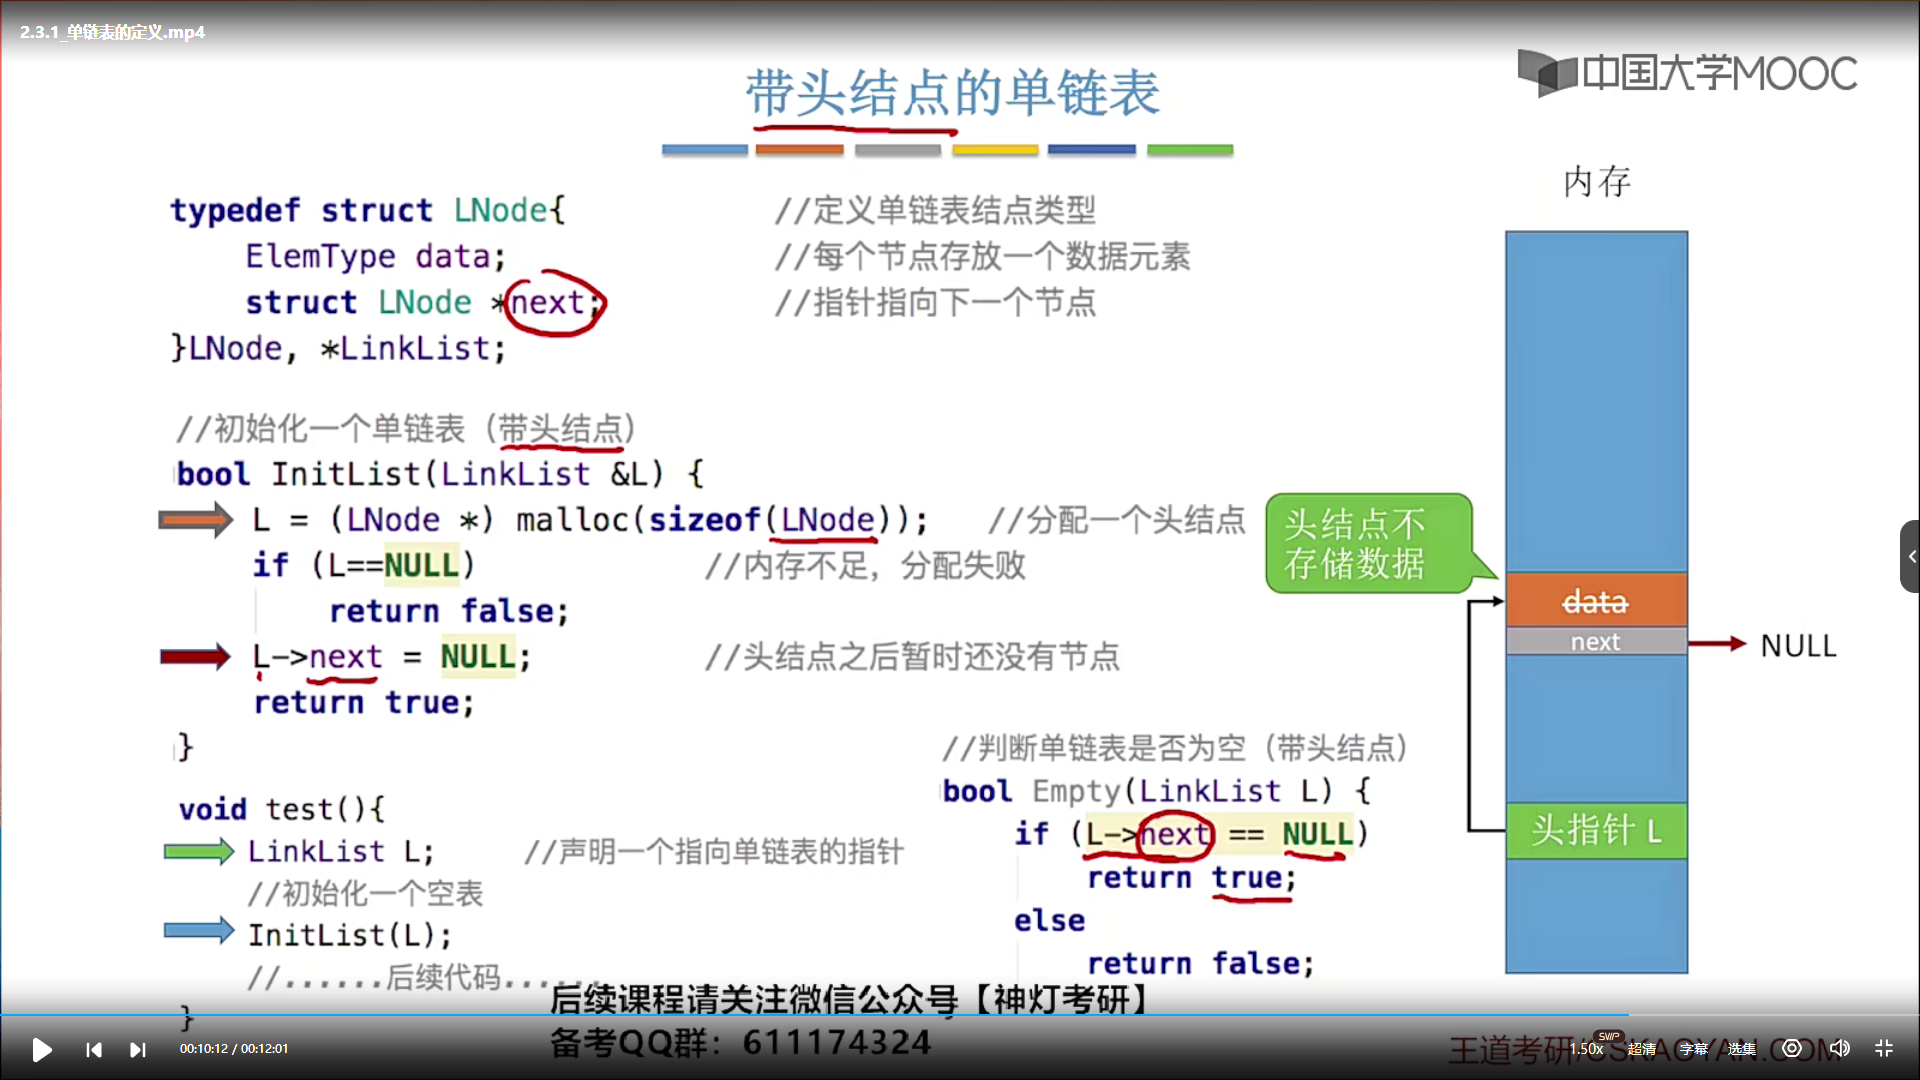 2.3.1_单链表的定义.mp4
中国大学MOOC
带头结点的单链表
内存
typedef struct LNode{ //定义单链表结点类型
ElemType data; //每个节点存放一个数据元素
struct LNode *next; //指针指向下一个节点
}LNode, *LinkList;
//初始化一个单链表（带头结点）
bool InitList(LinkList &L) {
L = (LNode *) malloc(sizeof(LNode)); //分配一个头结点
if (L==NULL) //内存不足，分配失败
return false;
L->next = NULL; //头结点之后暂时还没有节点
return true;
}
头结点不
存储数据
data
next
NULL
头指针 L
void test(){
LinkList L; //声明一个指向单链表的指针
//初始化一个空表
InitList(L);
//......后续代码......
}
//判断单链表是否为空（带头结点）
bool Empty(LinkList L) {
if (L->next == NULL)
return true;
else
return false;
后续课程请关注微信公众号【神灯考研】
备考QQ群：611174324
王道考研/CSKAOYAN.COM
00:10:12 / 00:12:01
1.50x
SWP
超清
字幕
选集